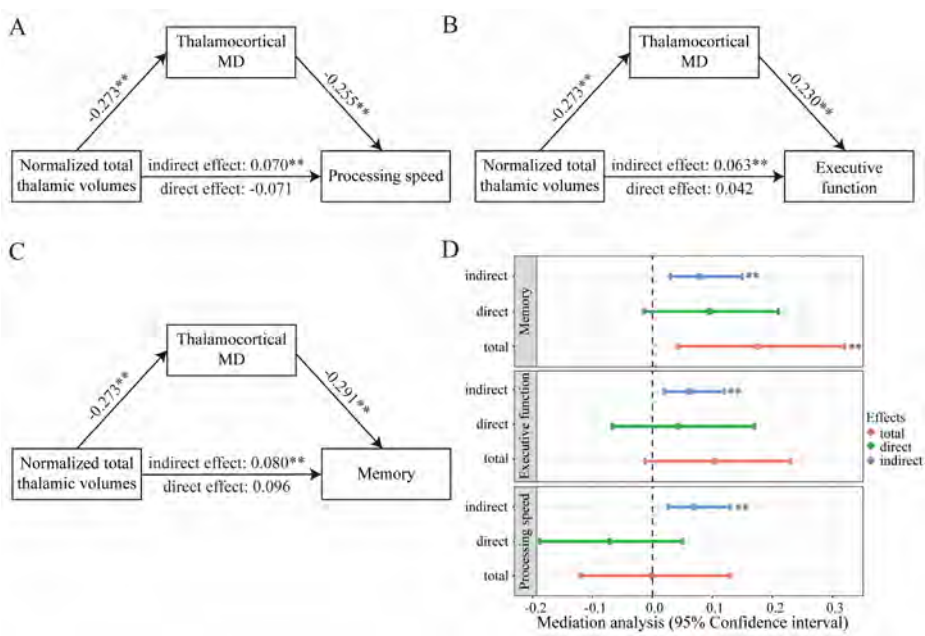 A
Thalamocortical
MD
-0.273**
-0.255**
Normalized total
thalamic volumes
indirect effect: 0.070**
direct effect: -0.071
Processing speed
B
Thalamocortical
MD
-0.273**
-0.230**
Normalized total
thalamic volumes
indirect effect: 0.063**
direct effect: 0.042
Executive
function
C
Thalamocortical
MD
-0.273**
-0.291**
Normalized total
thalamic volumes
indirect effect: 0.080**
direct effect: 0.096
Memory
D
Memory
indirect
**
direct
total
**
Executive function
indirect
**
direct
total
Processing speed
indirect
**
direct
total
-0.2 -0.1 0.0 0.1 0.2 0.3
Mediation analysis (95% Confidence interval)
Effects
total
direct
indirect